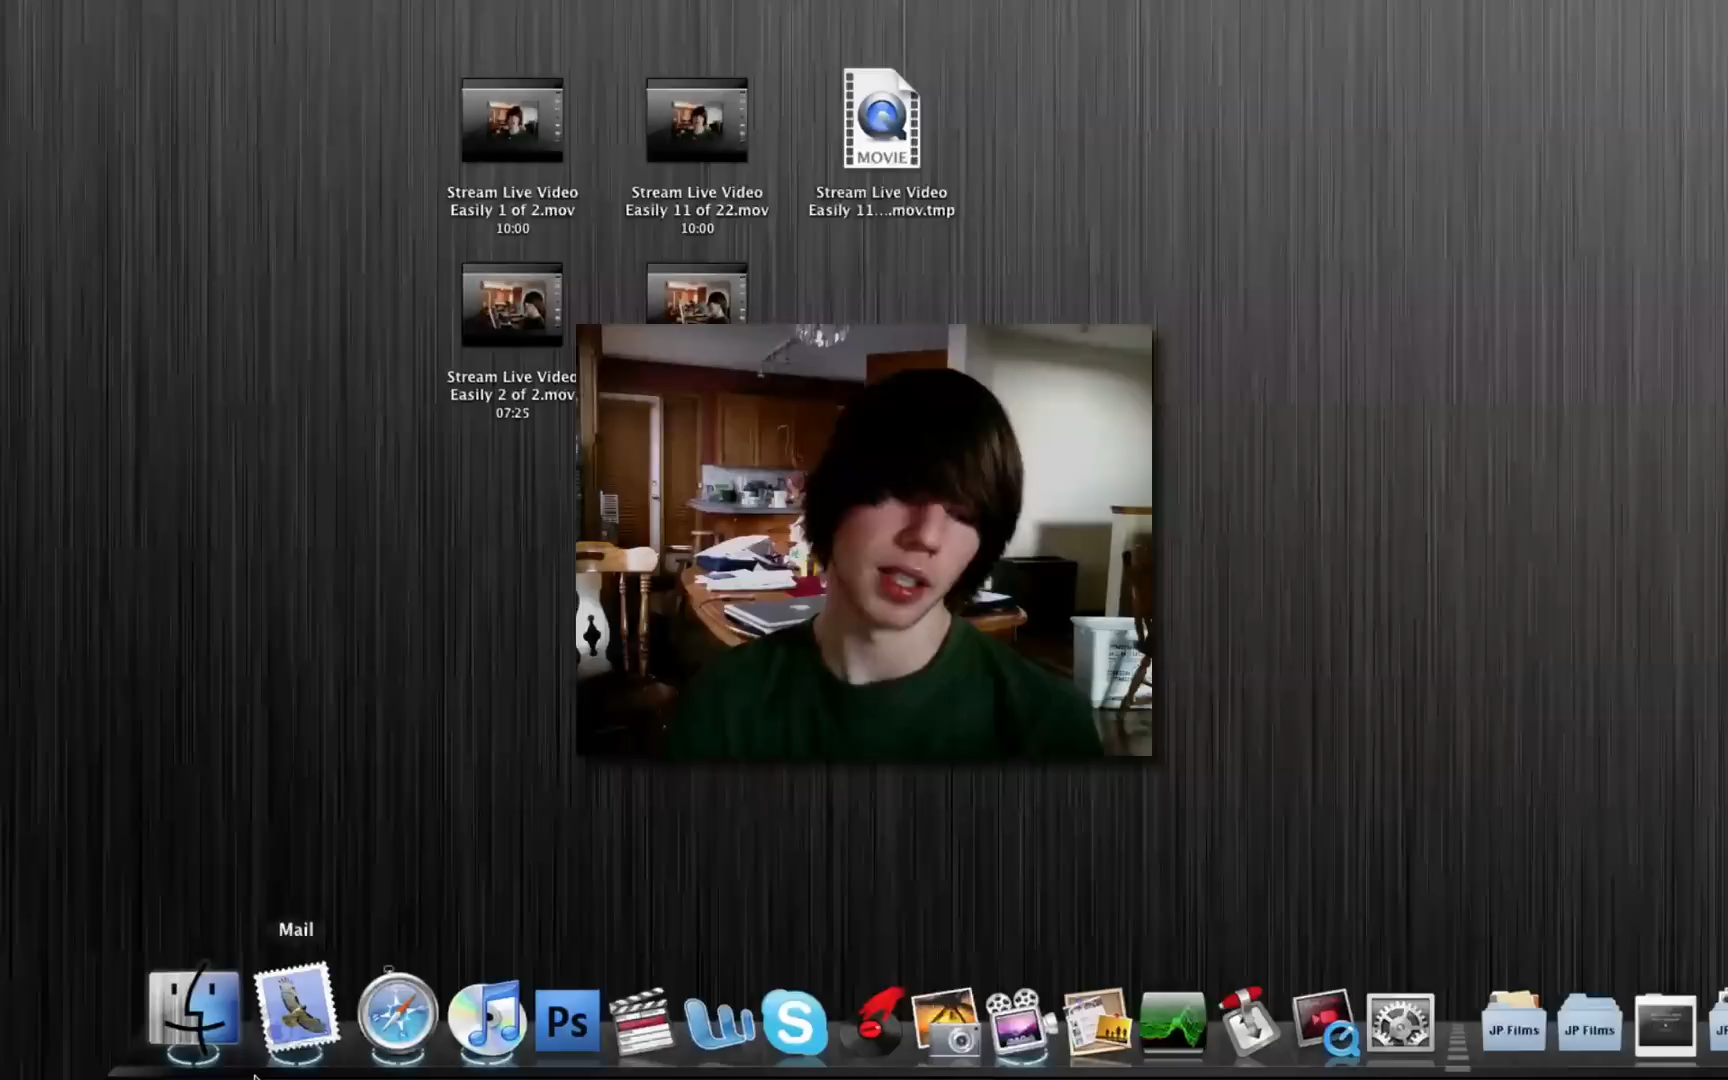 MOVIE
Stream Live Video
Easily 1 of 2.mov
10:00
Stream Live Video
Easily 11 of 22.mov
10:00
Stream Live Video
Easily 11....mov.tmp
Stream Live Video
Easily 2 of 2.mov
07:25
Mail
Ps
S
JP Films
JP Films